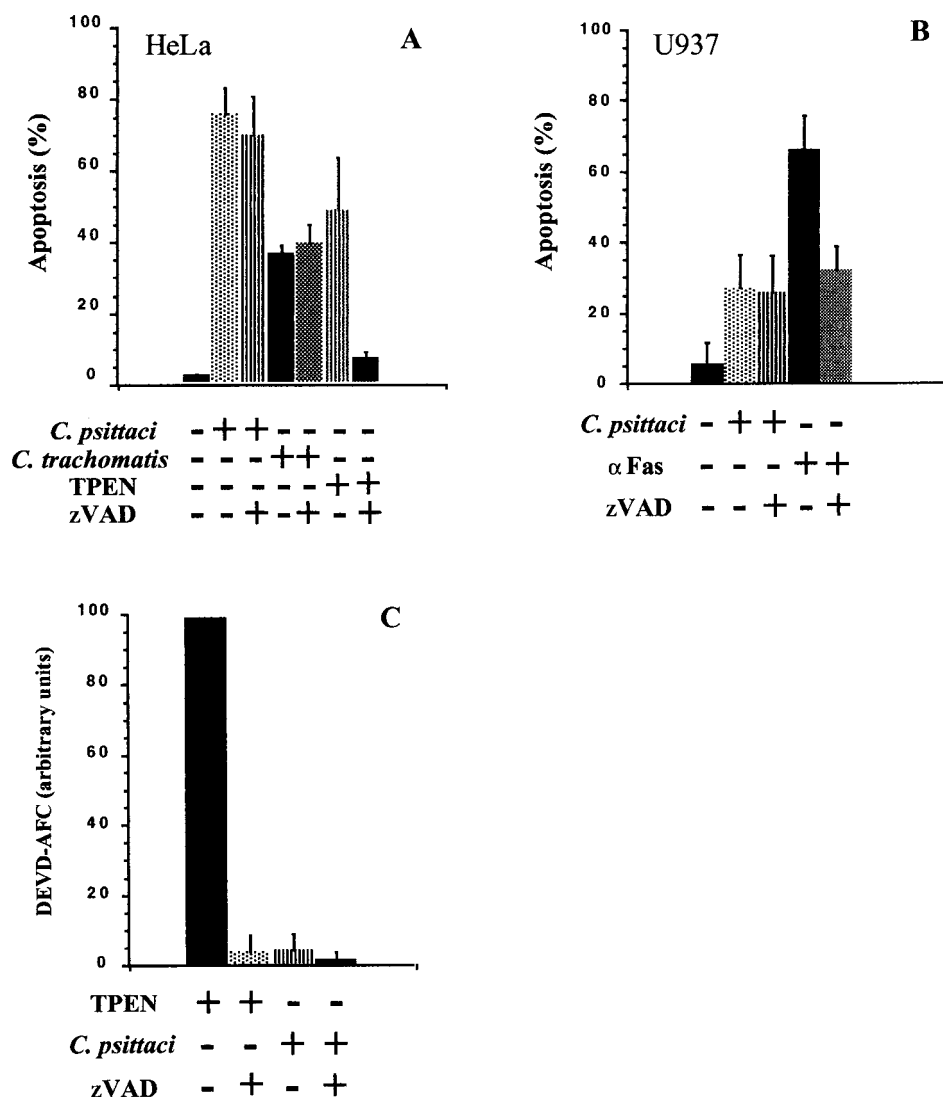 HeLa A
Apoptosis (%)
100
80
60
40
20
0
C. psittaci - + + - - - -
C. trachomatis - - - + + - -
TPEN - - - - - + +
zVAD - - + - + - +
U937 B
Apoptosis (%)
100
80
60
40
20
0
C. psittaci - + + - -
α Fas - - - + +
zVAD - - + - +
C
DEVD-AFC (arbitrary units)
100
80
60
40
20
0
TPEN + + - -
C. psittaci - - + +
zVAD - + - +